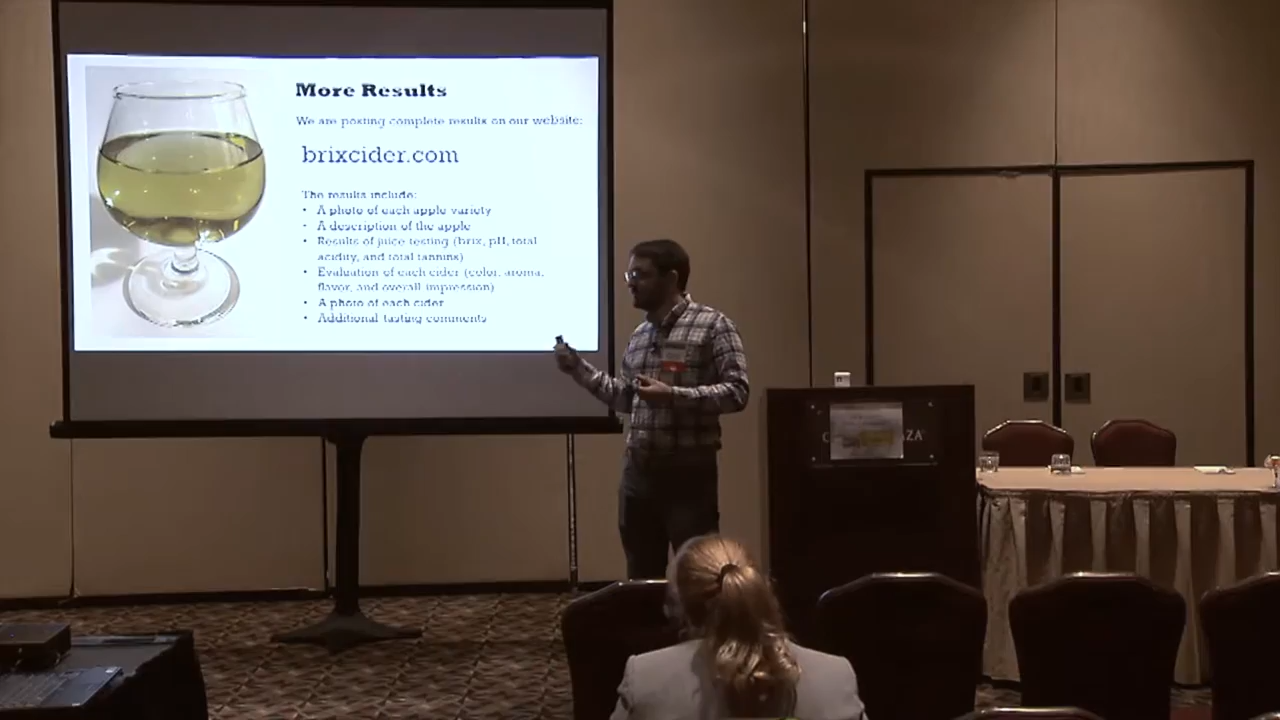 More Results
We are posting complete results on our website:
brixcider.com
The results include:
• A photo of each apple variety
• A description of the apple
• Results of juice testing (brix, pH, total
acidity, and total tannins)
• Evaluation of each cider (color, aroma,
flavor, and overall impression)
• A photo of each cider
• Additional tasting comments